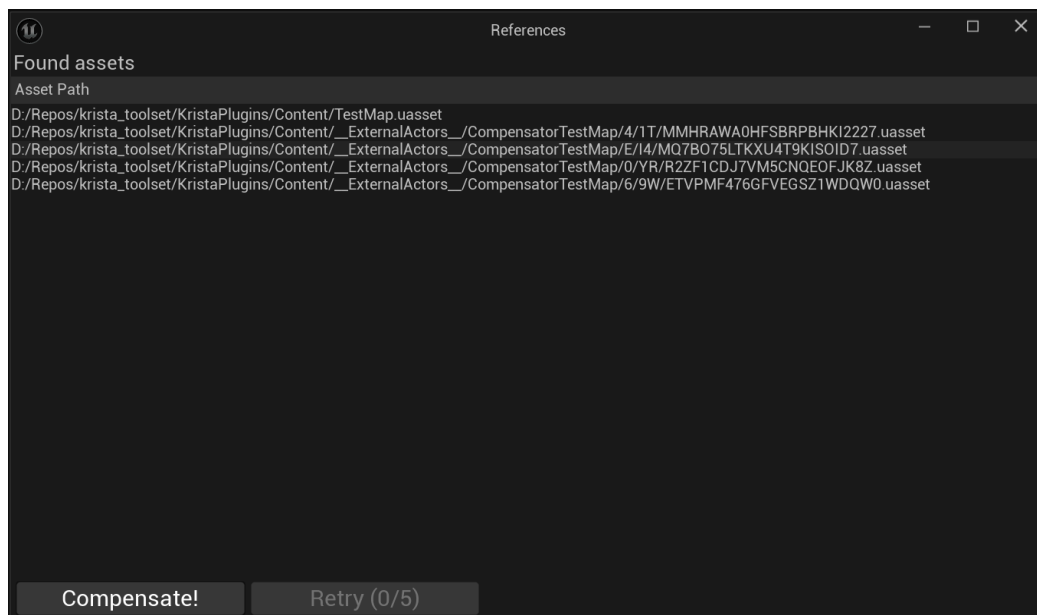 References
Found assets
Asset Path
D:/Repos/krista_toolset/KristaPlugins/Content/TestMap.uasset
D:/Repos/krista_toolset/KristaPlugins/Content/__ExternalActors__/CompensatorTestMap/4/1T/MMHRAWA0HFSBRPBHKI2227.uasset
D:/Repos/krista_toolset/KristaPlugins/Content/__ExternalActors__/CompensatorTestMap/E/I4/MQ7BO75LTKXU4T9KISOID7.uasset
D:/Repos/krista_toolset/KristaPlugins/Content/__ExternalActors__/CompensatorTestMap/0/YR/R2ZF1CDJ7VM5CNQEOFJK8Z.uasset
D:/Repos/krista_toolset/KristaPlugins/Content/__ExternalActors__/CompensatorTestMap/6/9W/ETVPMF476GFVEGSZ1WDQW0.uasset
Compensate! Retry (0/5)